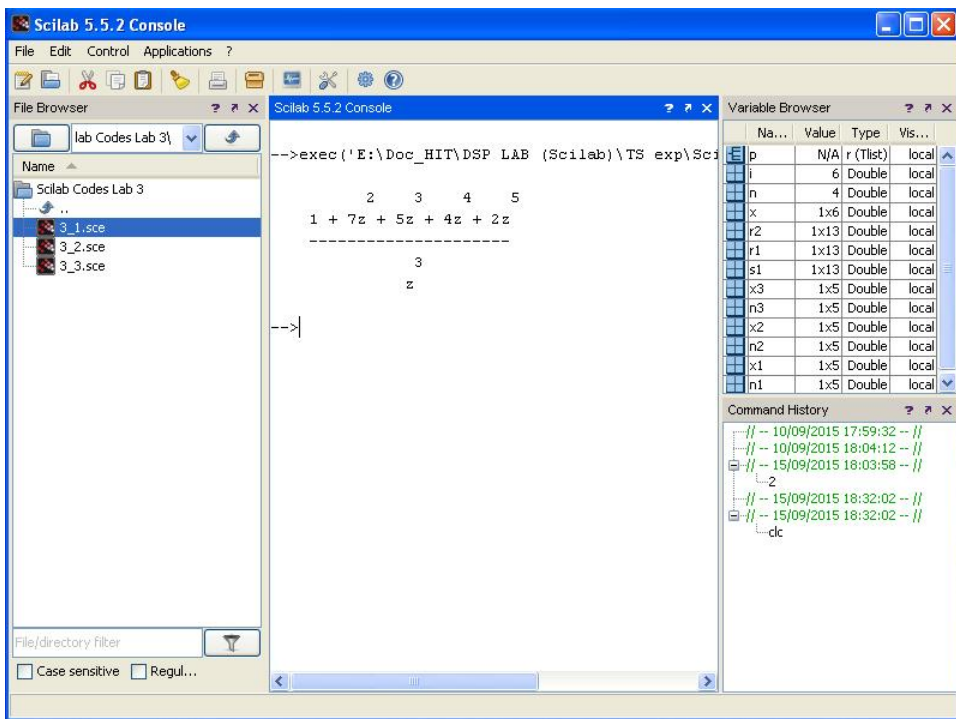 Scilab 5.5.2 Console
File Edit Control Applications ?
File Browser ? ↗ X
lab Codes Lab 3\
Name
Scilab Codes Lab 3
..
3_1.sce
3_2.sce
3_3.sce
File/directory filter
Case sensitive Regul...
Scilab 5.5.2 Console ? ↗ X
-->exec('E:\Doc_HIT\DSP LAB (Scilab)\TS exp\Sci
2 3 4 5
1 + 7z + 5z + 4z + 2z
---------------------
3
z
-->
Variable Browser ? ↗ X
Na... Value Type Vis...
p N/A r (Tlist) local
i 6 Double local
n 4 Double local
x 1x6 Double local
r2 1x13 Double local
r1 1x13 Double local
s1 1x13 Double local
x3 1x5 Double local
n3 1x5 Double local
x2 1x5 Double local
n2 1x5 Double local
x1 1x5 Double local
n1 1x5 Double local
Command History ? ↗ X
// -- 10/09/2015 17:59:32 -- //
// -- 10/09/2015 18:04:12 -- //
// -- 15/09/2015 18:03:58 -- //
2
// -- 15/09/2015 18:32:02 -- //
// -- 15/09/2015 18:32:02 -- //
clc